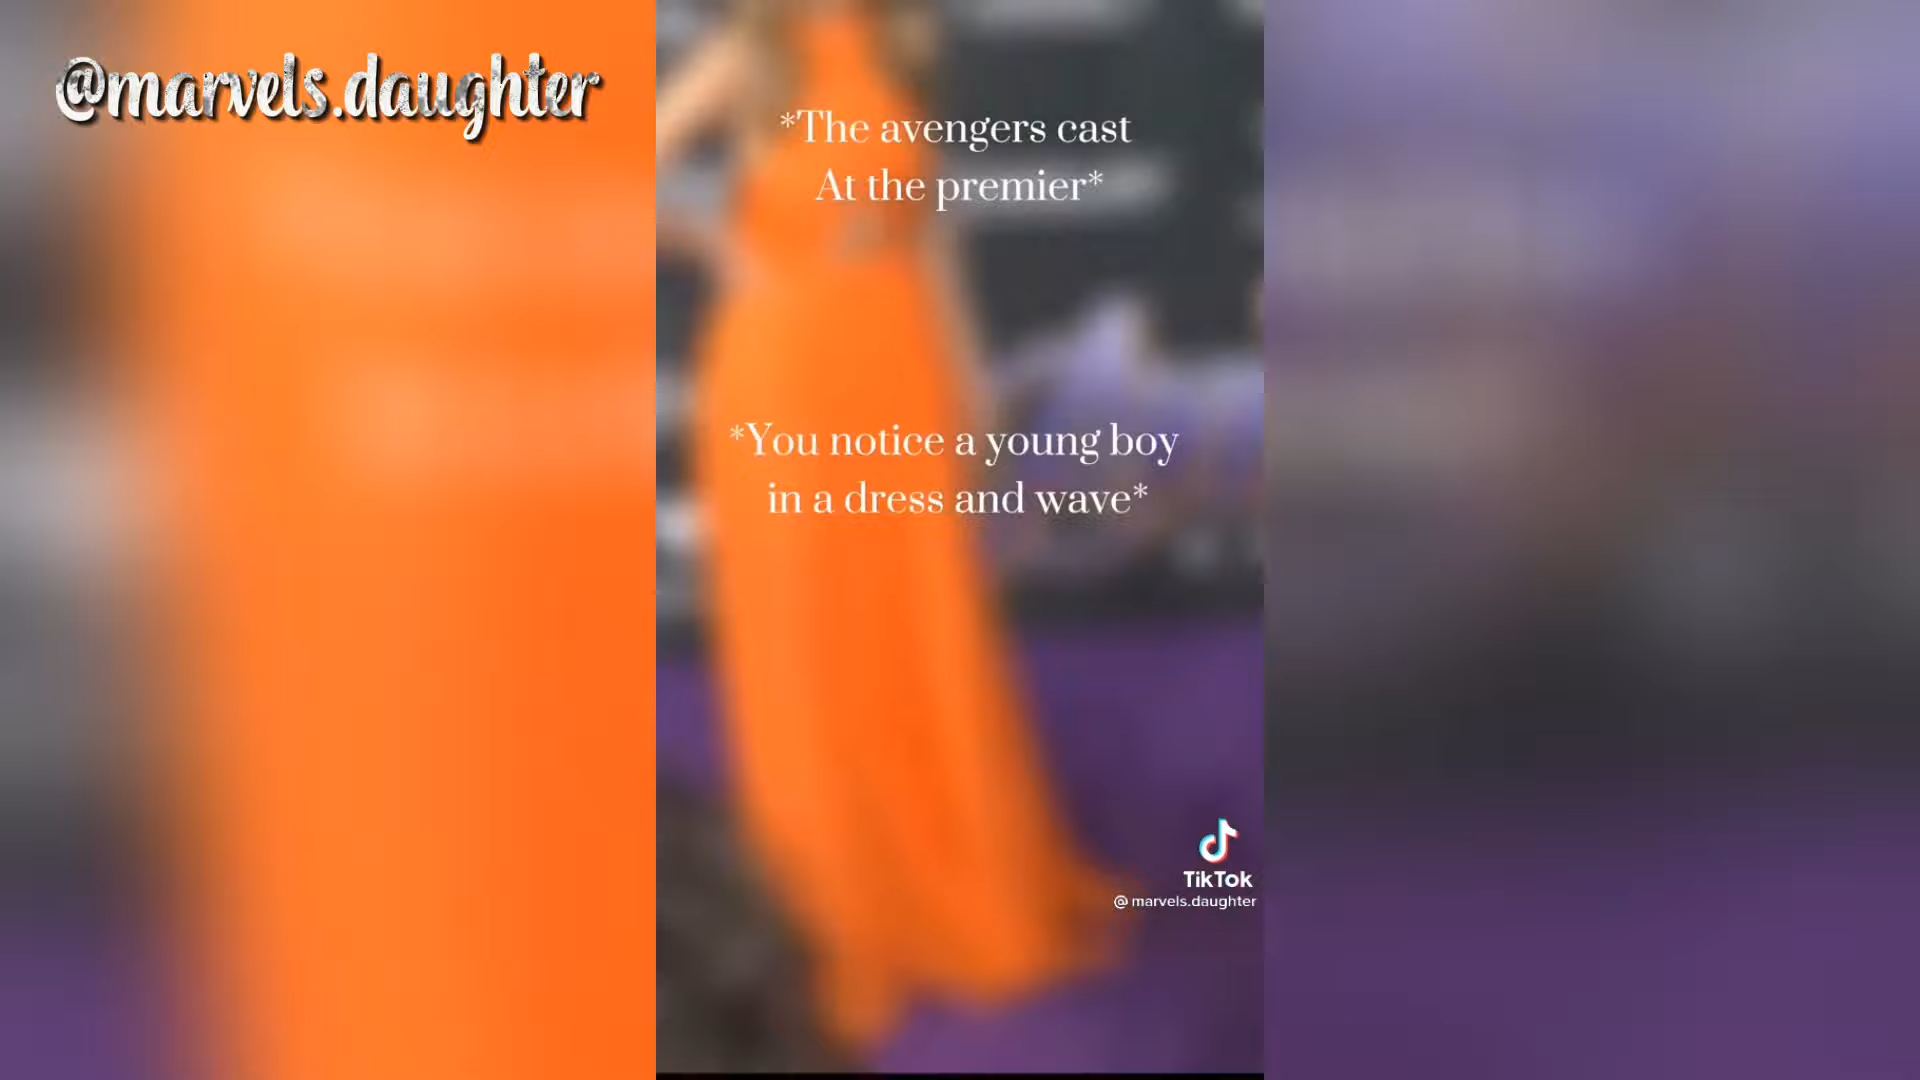 @marvels.daughter
*The avengers cast
At the premier*
*You notice a young boy
in a dress and wave*
TikTok
@marvels.daughter